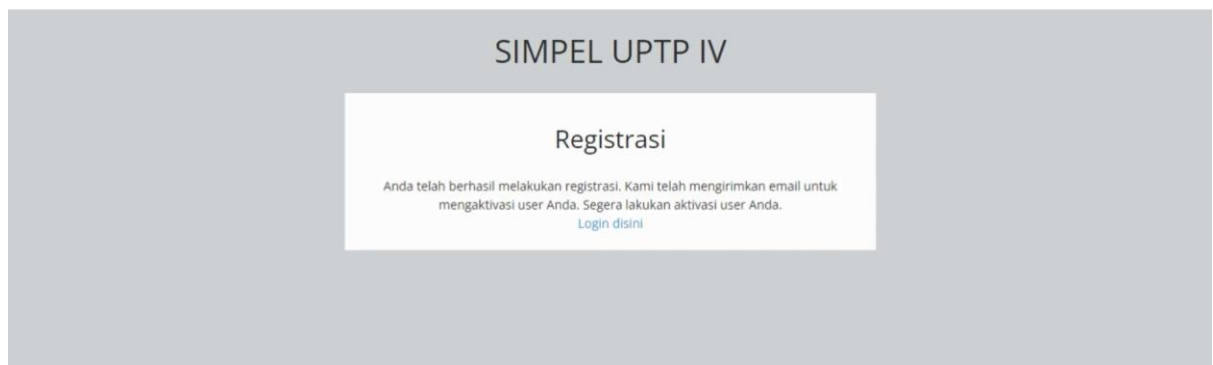 SIMPEL UPTP IV
Registrasi
Anda telah berhasil melakukan registrasi. Kami telah mengirimkan email untuk
mengaktivasi user Anda. Segera lakukan aktivasi user Anda.
Login disini